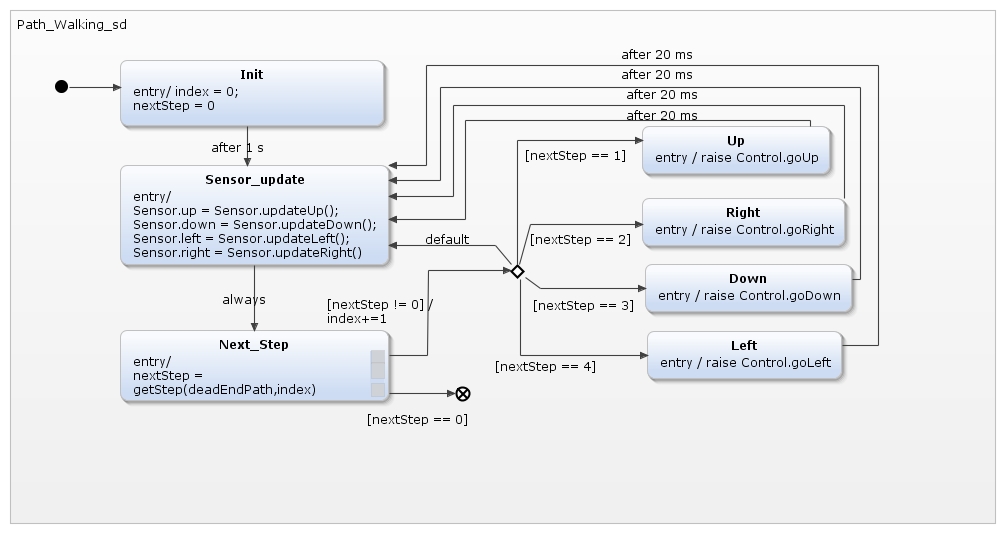 Path_Walking_sd
Init
entry/ index = 0;
nextStep = 0
after 1 s
Sensor_update
entry/
Sensor.up = Sensor.updateUp();
Sensor.down = Sensor.updateDown();
Sensor.left = Sensor.updateLeft();
Sensor.right = Sensor.updateRight()
always
Next_Step
entry/
nextStep =
getStep(deadEndPath,index)
[nextStep != 0] /
index+=1
[nextStep == 0]
default
after 20 ms
after 20 ms
after 20 ms
after 20 ms
[nextStep == 1]
Up
entry / raise Control.goUp
[nextStep == 2]
Right
entry / raise Control.goRight
[nextStep == 3]
Down
entry / raise Control.goDown
[nextStep == 4]
Left
entry / raise Control.goLeft